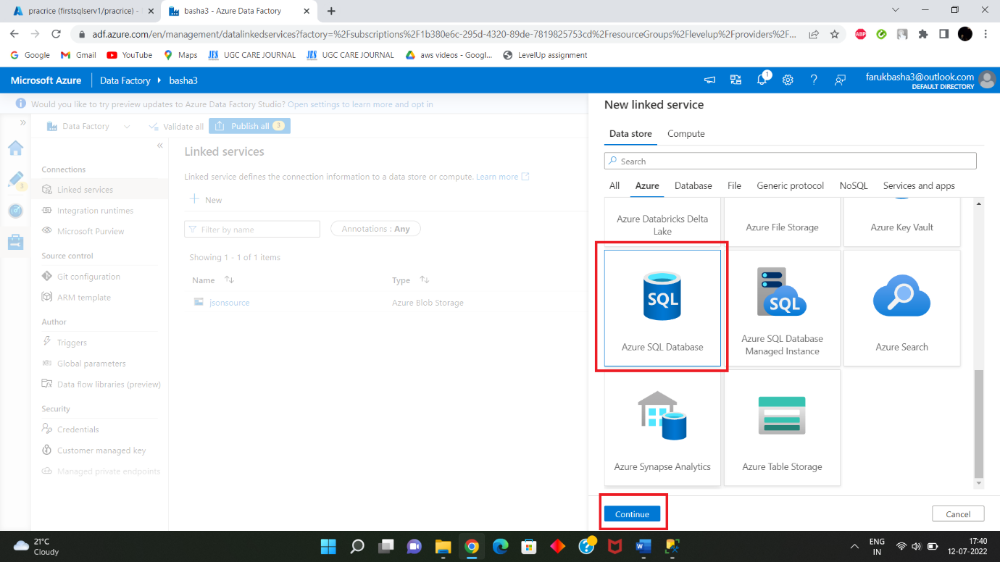 pracrice (firstsqlserv1/pracrice) -
basha3 - Azure Data Factory
adf.azure.com/en/management/datalinkedservices?factory=%2Fsubscriptions%2F1b380e6c-295d-4320-89de-7819825753cd%2FresourceGroups%2Flevelup%2Fproviders%2F...
ABP
Google
Gmail
YouTube
Maps
JES UGC CARE JOURNAL
JES UGC CARE JOURNAL
aws videos - Googl...
LevelUp assignment
Microsoft Azure
Data Factory
basha3
1
farukbasha3@outlook.com
DEFAULT DIRECTORY
Would you like to try preview updates to Azure Data Factory Studio? Open settings to learn more and opt in
Data Factory
Validate all
Publish all 3
3
Connections
Linked services
Integration runtimes
Microsoft Purview
Source control
Git configuration
ARM template
Author
Triggers
Global parameters
Data flow libraries (preview)
Security
Credentials
Customer managed key
Managed private endpoints
Linked services
Linked service defines the connection information to a data store or compute. Learn more
New
Filter by name
Annotations : Any
Showing 1 - 1 of 1 items
Name
Type
jsonsource
Azure Blob Storage
New linked service
Data store
Compute
Search
All
Azure
Database
File
Generic protocol
NoSQL
Services and apps
Azure Databricks Delta
Lake
Azure File Storage
Azure Key Vault
SQL
Azure SQL Database
SQL
Azure SQL Database
Managed Instance
Azure Search
Azure Synapse Analytics
Azure Table Storage
Continue
Cancel
21°C
Cloudy
ENG
IN
17:40
12-07-2022